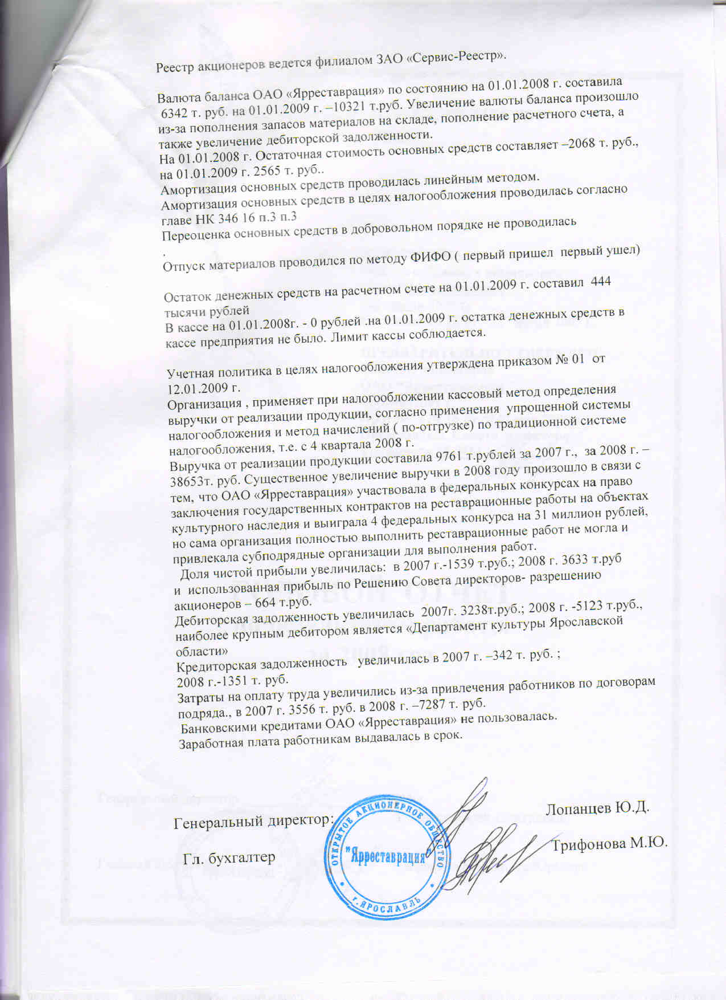 Реестр акционеров ведется филиалом ЗАО «Сервис-Реестр».
Валюта баланса ОАО «Ярреставрация» по состоянию на 01.01.2008 г. составила
6342 т. руб. на 01.01.2009 г. –10321 т.руб. Увеличение валюты баланса произошло
из-за пополнения запасов материалов на складе, пополнение расчетного счета, а
также увеличение дебиторской задолженности.
На 01.01.2008 г. Остаточная стоимость основных средств составляет –2068 т. руб.,
на 01.01.2009 г. 2565 т. руб..
Амортизация основных средств проводилась линейным методом.
Амортизация основных средств в целях налогообложения проводилась согласно
главе НК 346 16 п.3 п.3
Переоценка основных средств в добровольном порядке не проводилась
.
Отпуск материалов проводился по методу ФИФО ( первый пришел первый ушел)
Остаток денежных средств на расчетном счете на 01.01.2009 г. составил 444
тысячи рублей
В кассе на 01.01.2008г. - 0 рублей .на 01.01.2009 г. остатка денежных средств в
кассе предприятия не было. Лимит кассы соблюдается.
Учетная политика в целях налогообложения утверждена приказом № 01 от
12.01.2009 г.
Организация , применяет при налогообложении кассовый метод определения
выручки от реализации продукции, согласно применения упрощенной системы
налогообложения и метод начислений ( по-отгрузке) по традиционной системе
налогообложения, т.е. с 4 квартала 2008 г.
Выручка от реализации продукции составила 9761 т.рублей за 2007 г., за 2008 г. –
38653т. руб. Существенное увеличение выручки в 2008 году произошло в связи с
тем, что ОАО «Ярреставрация» участвовала в федеральных конкурсах на право
заключения государственных контрактов на реставрационные работы на объектах
культурного наследия и выиграла 4 федеральных конкурса на 31 миллион рублей,
но сама организация полностью выполнить реставрационные работ не могла и
привлекала субподрядные организации для выполнения работ.
Доля чистой прибыли увеличилась: в 2007 г.-1539 т.руб.; 2008 г. 3633 т.руб
и использованная прибыль по Решению Совета директоров- разрешению
акционеров – 664 т.руб.
Дебиторская задолженность увеличилась 2007г. 3238т.руб.; 2008 г. -5123 т.руб.,
наиболее крупным дебитором является «Департамент культуры Ярославской
области»
Кредиторская задолженность увеличилась в 2007 г. –342 т. руб. ;
2008 г.-1351 т. руб.
Затраты на оплату труда увеличились из-за привлечения работников по договорам
подряда., в 2007 г. 3556 т. руб. в 2008 г. –7287 т. руб.
Банковскими кредитами ОАО «Ярреставрация» не пользовалась.
Заработная плата работникам выдавалась в срок.
Генеральный директор: Лопанцев Ю.Д.
Гл. бухгалтер Трифонова М.Ю.
ОТКРЫТОЕ АКЦИОНЕРНОЕ ОБЩЕСТВО
"Ярреставрация"
* г.ЯРОСЛАВЛЬ *